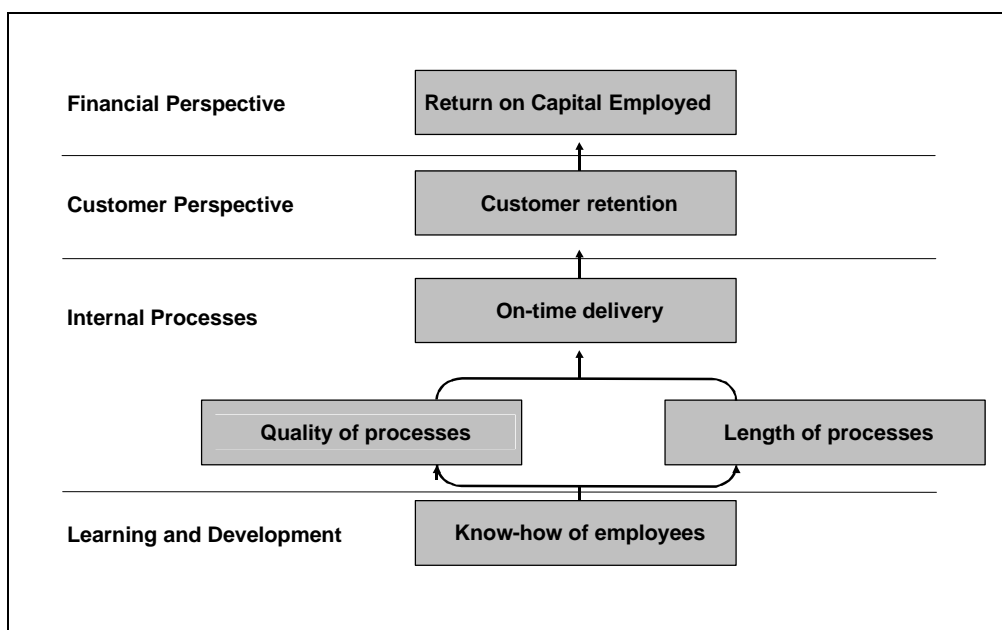 Financial Perspective
Return on Capital Employed
Customer Perspective
Customer retention
On-time delivery
Internal Processes
Quality of processes
Length of processes
Learning and Development
Know-how of employees